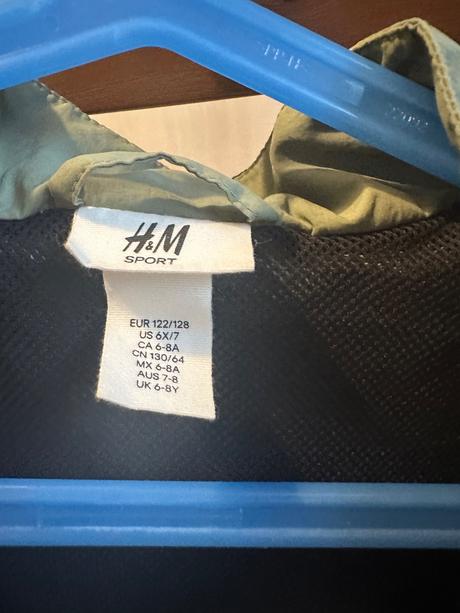 H&M
SPORT
EUR 122/128
US 6X/7
CA 6-8A
CN 130/64
MX 6-8A
AUS 7-8
UK 6-8Y